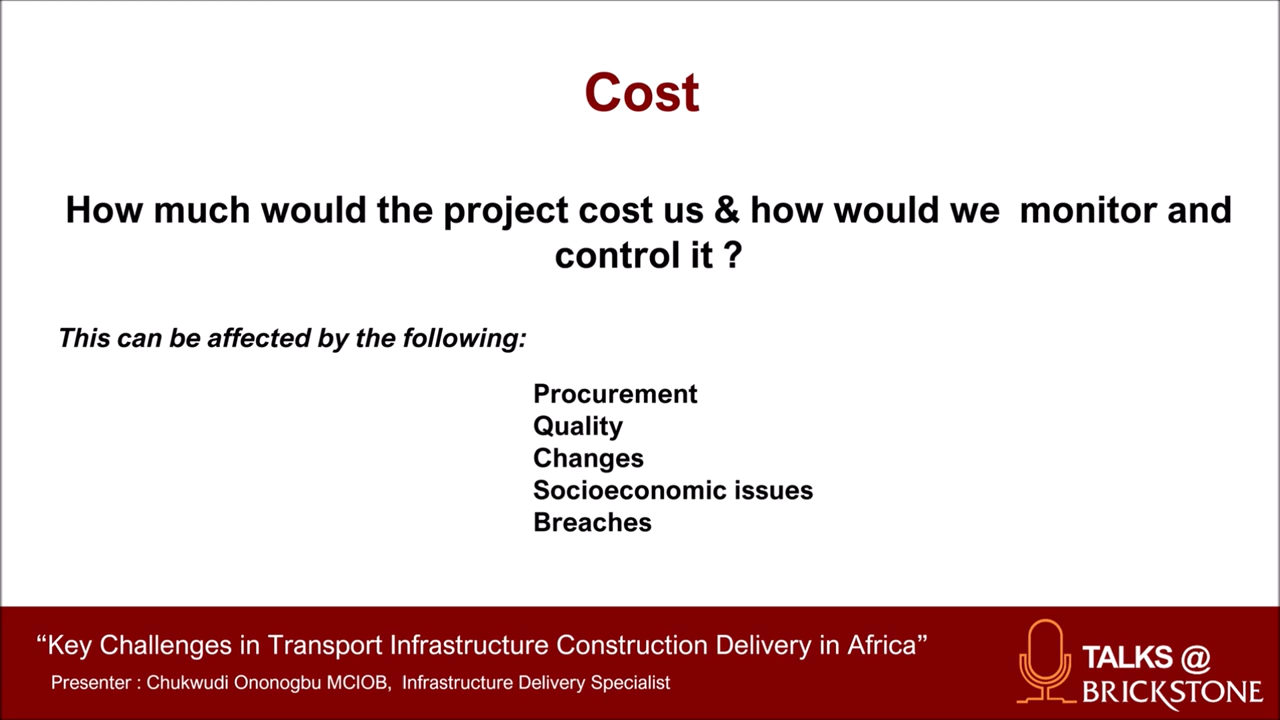 Cost
How much would the project cost us & how would we  monitor and
control it ?
This can be affected by the following:
Procurement
Quality
Changes
Socioeconomic issues
Breaches
“Key Challenges in Transport Infrastructure Construction Delivery in Africa”
Presenter : Chukwudi Ononogbu MCIOB,  Infrastructure Delivery Specialist
TALKS @
BRICKSTONE